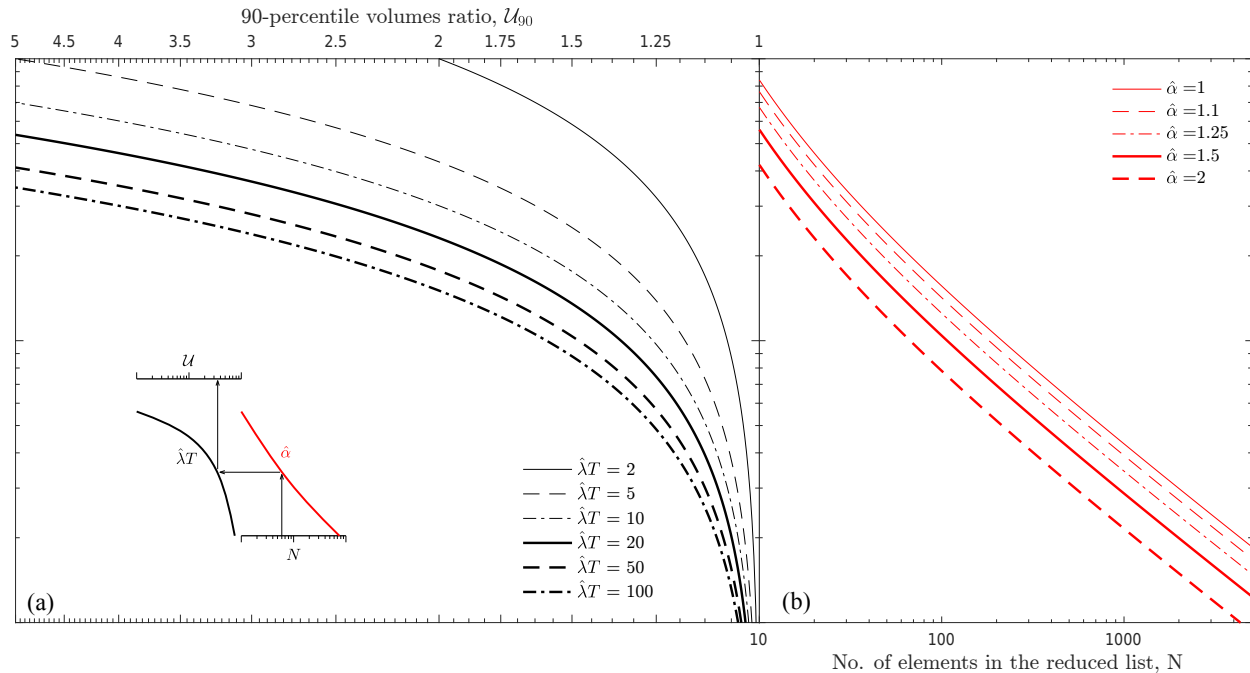 90-percentile volumes ratio, 𝒰₉₀
5 4.5 4 3.5 3 2.5 2 1.75 1.5 1.25 1
α̂ =1
α̂ =1.1
α̂ =1.25
α̂ =1.5
α̂ =2
𝒰
λ̂T
α̂
N
λ̂T = 2
λ̂T = 5
λ̂T = 10
λ̂T = 20
λ̂T = 50
λ̂T = 100
(a)
(b)
10 100 1000
No. of elements in the reduced list, N